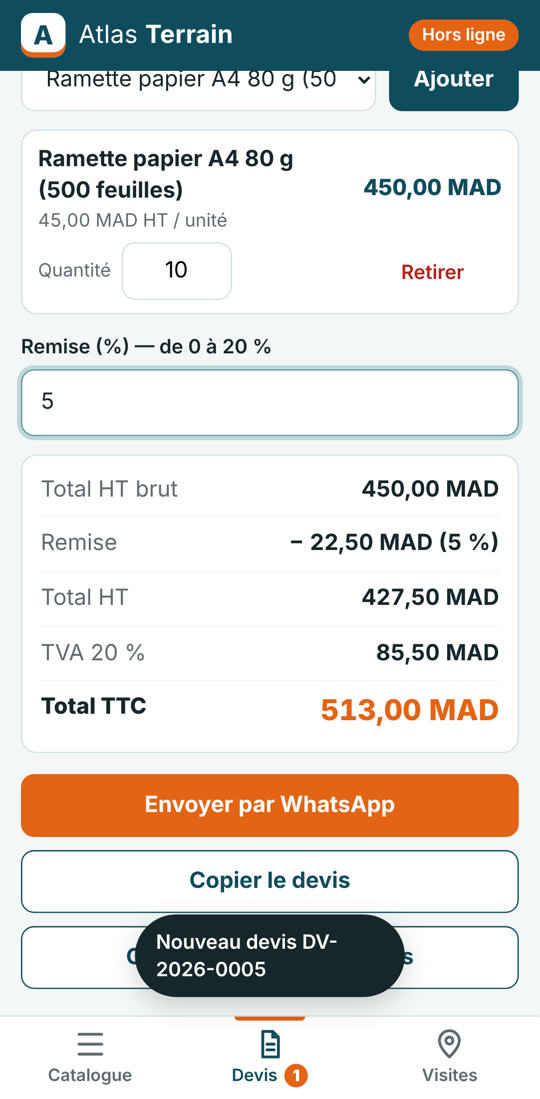 A Atlas Terrain
Hors ligne
Ramette papier A4 80 g (50
Ajouter
Ramette papier A4 80 g
(500 feuilles)
450,00 MAD
45,00 MAD HT / unité
Quantité 10
Retirer
Remise (%) — de 0 à 20 %
5
Total HT brut 450,00 MAD
Remise − 22,50 MAD (5 %)
Total HT 427,50 MAD
TVA 20 % 85,50 MAD
Total TTC 513,00 MAD
Envoyer par WhatsApp
Copier le devis
Nouveau devis DV-
2026-0005
Catalogue
Devis 1
Visites